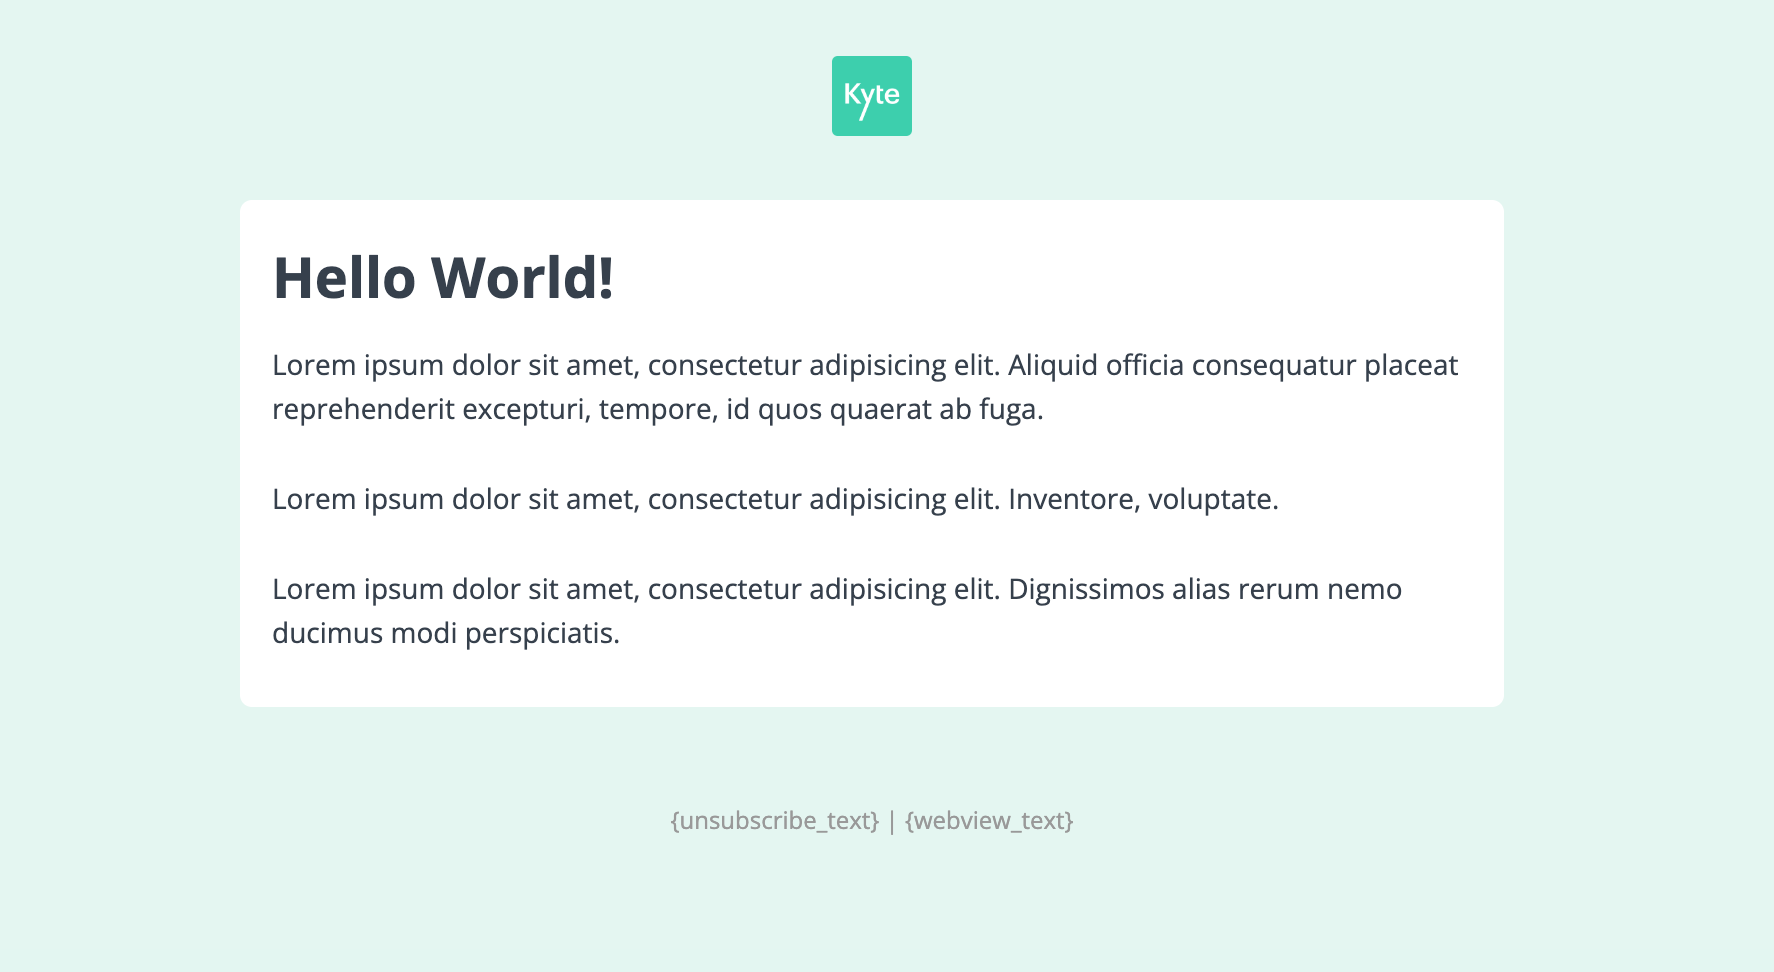 Kyte
Hello World!
Lorem ipsum dolor sit amet, consectetur adipisicing elit. Aliquid officia consequatur placeat
reprehenderit excepturi, tempore, id quos quaerat ab fuga.
Lorem ipsum dolor sit amet, consectetur adipisicing elit. Inventore, voluptate.
Lorem ipsum dolor sit amet, consectetur adipisicing elit. Dignissimos alias rerum nemo
ducimus modi perspiciatis.
{unsubscribe_text} | {webview_text}